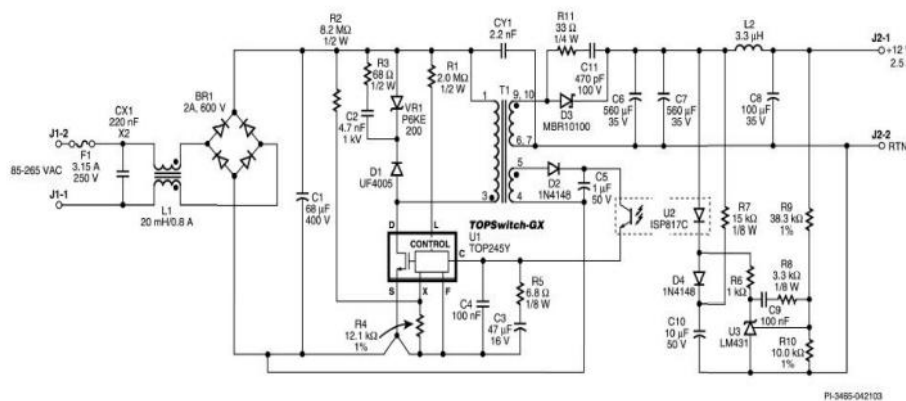 R2
8.2 MΩ
1/2 W
R3
68 Ω
1/2 W
R1
2.0 MΩ
1/2 W
CY1
2.2 nF
R11
33 Ω
1/4 W
C11
470 pF
100 V
L2
3.3 µH
J2-1
+12
2.5
BR1
2A, 600 V
CX1
220 nF
X2
J1-2
F1
3.15 A
250 V
85-265 VAC
J1-1
L1
20 mH/0.8 A
C1
68 µF
400 V
C2
4.7 nF
1 kV
VR1
P6KE
200
D1
UF4005
T1
1
3
9, 10
6, 7
5
4
D3
MBR10100
C6
560 µF
35 V
C7
560 µF
35 V
C8
100 µF
35 V
J2-2
RTN
D2
1N4148
C5
1 µF
50 V
U2
ISP817C
R7
15 kΩ
1/8 W
R9
38.3 kΩ
1%
TOPSwitch-GX
U1
TOP245Y
D
L
CONTROL
C
S
X
F
R4
12.1 kΩ
1%
C4
100 nF
R5
6.8 Ω
1/8 W
C3
47 µF
16 V
D4
1N4148
R6
1 kΩ
R8
3.3 kΩ
1/8 W
C9
100 nF
C10
10 µF
50 V
U3
LM431
R10
10.0 kΩ
1%
PI-3465-042103